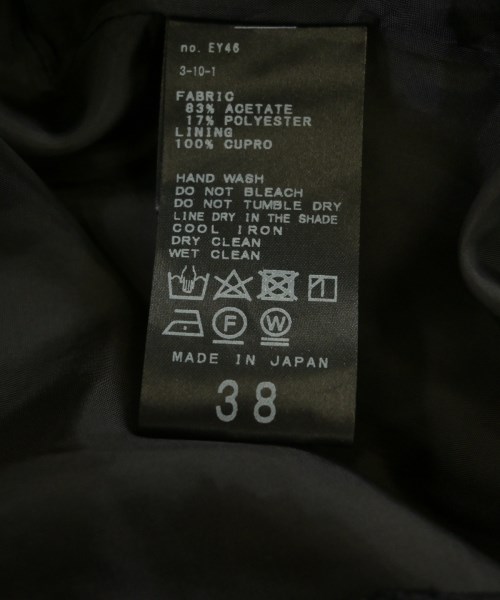 no. EY46
3-10-1
FABRIC
83% ACETATE
17% POLYESTER
LINING
100% CUPRO
HAND WASH
DO NOT BLEACH
DO NOT TUMBLE DRY
LINE DRY IN THE SHADE
COOL IRON
DRY CLEAN
WET CLEAN
F W
MADE IN JAPAN
38